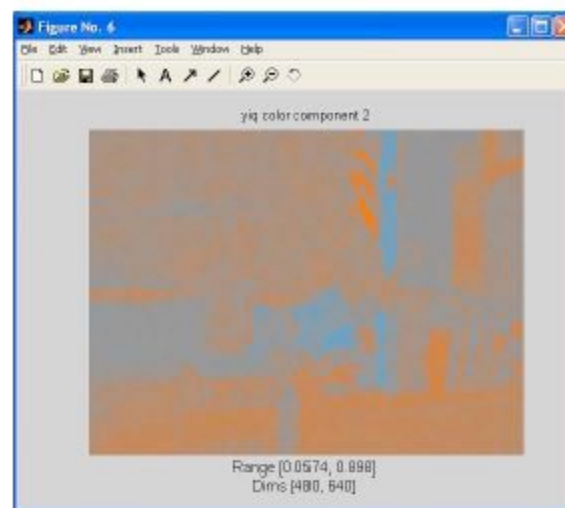 Figure No. 6
File Edit View Insert Tools Window Help
A
yiq color component 2
Range [0.0574, 0.898]
Dims [480, 640]